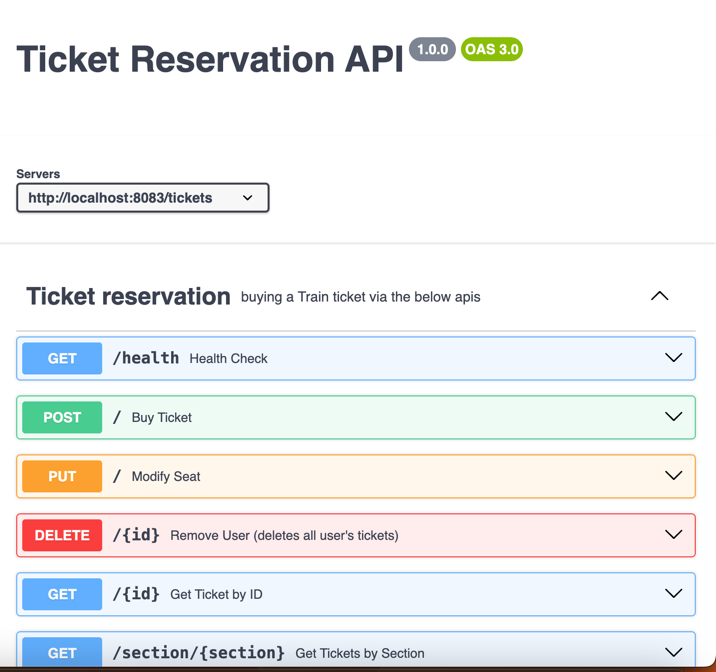 Ticket Reservation API 1.0.0 OAS 3.0
Servers
http://localhost:8083/tickets
Ticket reservation buying a Train ticket via the below apis
GET /health Health Check
POST / Buy Ticket
PUT / Modify Seat
DELETE /{id} Remove User (deletes all user's tickets)
GET /{id} Get Ticket by ID
GET /section/{section} Get Tickets by Section